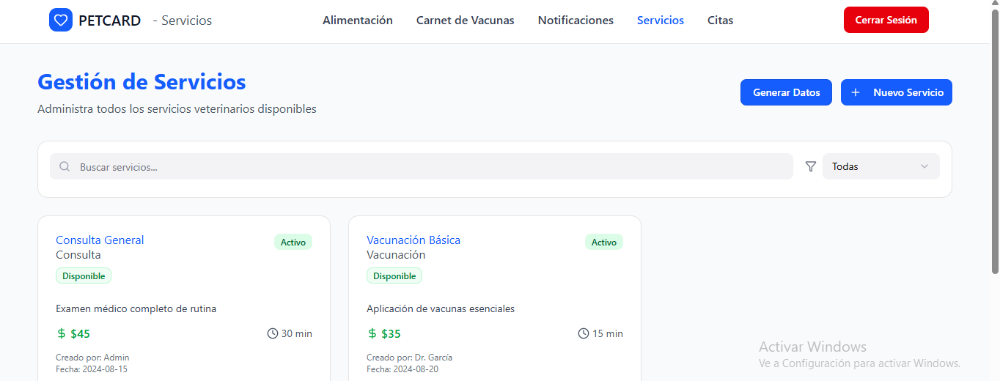 PETCARD - Servicios Alimentación Carnet de Vacunas Notificaciones Servicios Citas Cerrar Sesión
Gestión de Servicios
Administra todos los servicios veterinarios disponibles
Generar Datos + Nuevo Servicio
Buscar servicios... Todas
Consulta General Activo
Consulta
Disponible
Examen médico completo de rutina
$ $45 30 min
Creado por: Admin
Fecha: 2024-08-15
Vacunación Básica Activo
Vacunación
Disponible
Aplicación de vacunas esenciales
$ $35 15 min
Creado por: Dr. García
Fecha: 2024-08-20
Activar Windows
Ve a Configuración para activar Windows.